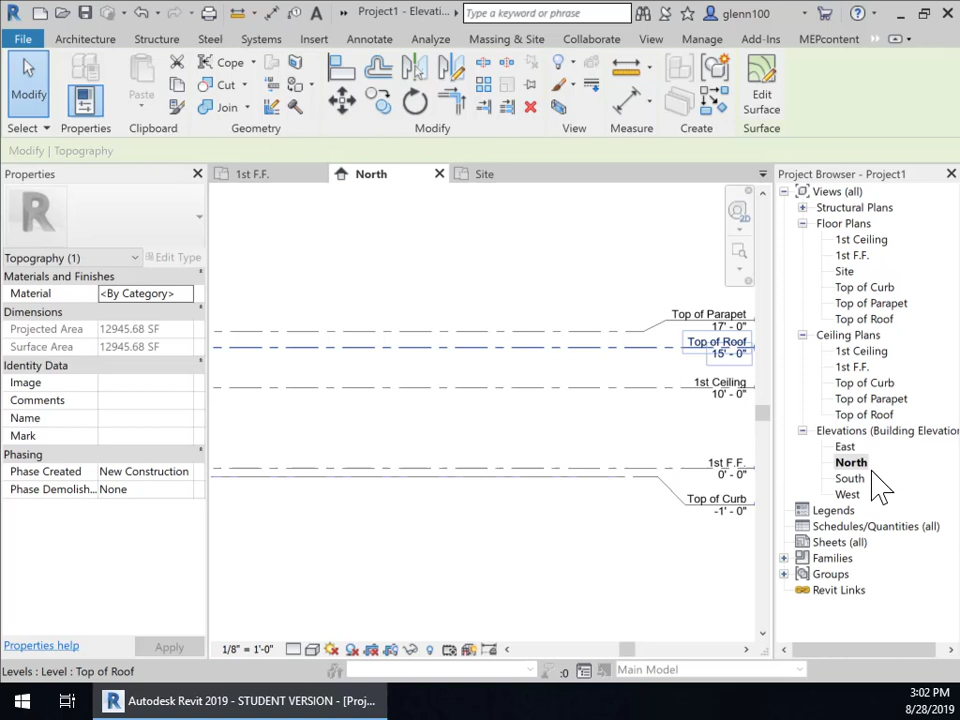 Project1 - Elevati...
Type a keyword or phrase
glenn100
File
Architecture
Structure
Steel
Systems
Insert
Annotate
Analyze
Massing & Site
Collaborate
View
Manage
Add-Ins
MEPcontent
Modify
Paste
Cope
Cut
Join
Edit
Surface
Select
Properties
Clipboard
Geometry
Modify
View
Measure
Create
Surface
Modify | Topography
Properties
1st F.F.
North
Site
Project Browser - Project1
R
Topography (1)
Edit Type
Materials and Finishes
Material
<By Category>
Dimensions
Projected Area
12945.68 SF
Surface Area
12945.68 SF
Identity Data
Image
Comments
Name
Mark
Phasing
Phase Created
New Construction
Phase Demolish...
None
Properties help
Apply
2D
Top of Parapet
17' - 0"
Top of Roof
15' - 0"
1st Ceiling
10' - 0"
1st F.F.
0' - 0"
Top of Curb
-1' - 0"
1/8" = 1'-0"
Views (all)
Structural Plans
Floor Plans
1st Ceiling
1st F.F.
Site
Top of Curb
Top of Parapet
Top of Roof
Ceiling Plans
1st Ceiling
1st F.F.
Top of Curb
Top of Parapet
Top of Roof
Elevations (Building Elevation
East
North
South
West
Legends
Schedules/Quantities (all)
Sheets (all)
Families
Groups
Revit Links
Levels : Level : Top of Roof
:0
Main Model
Autodesk Revit 2019 - STUDENT VERSION - [Proj...
3:02 PM
8/28/2019